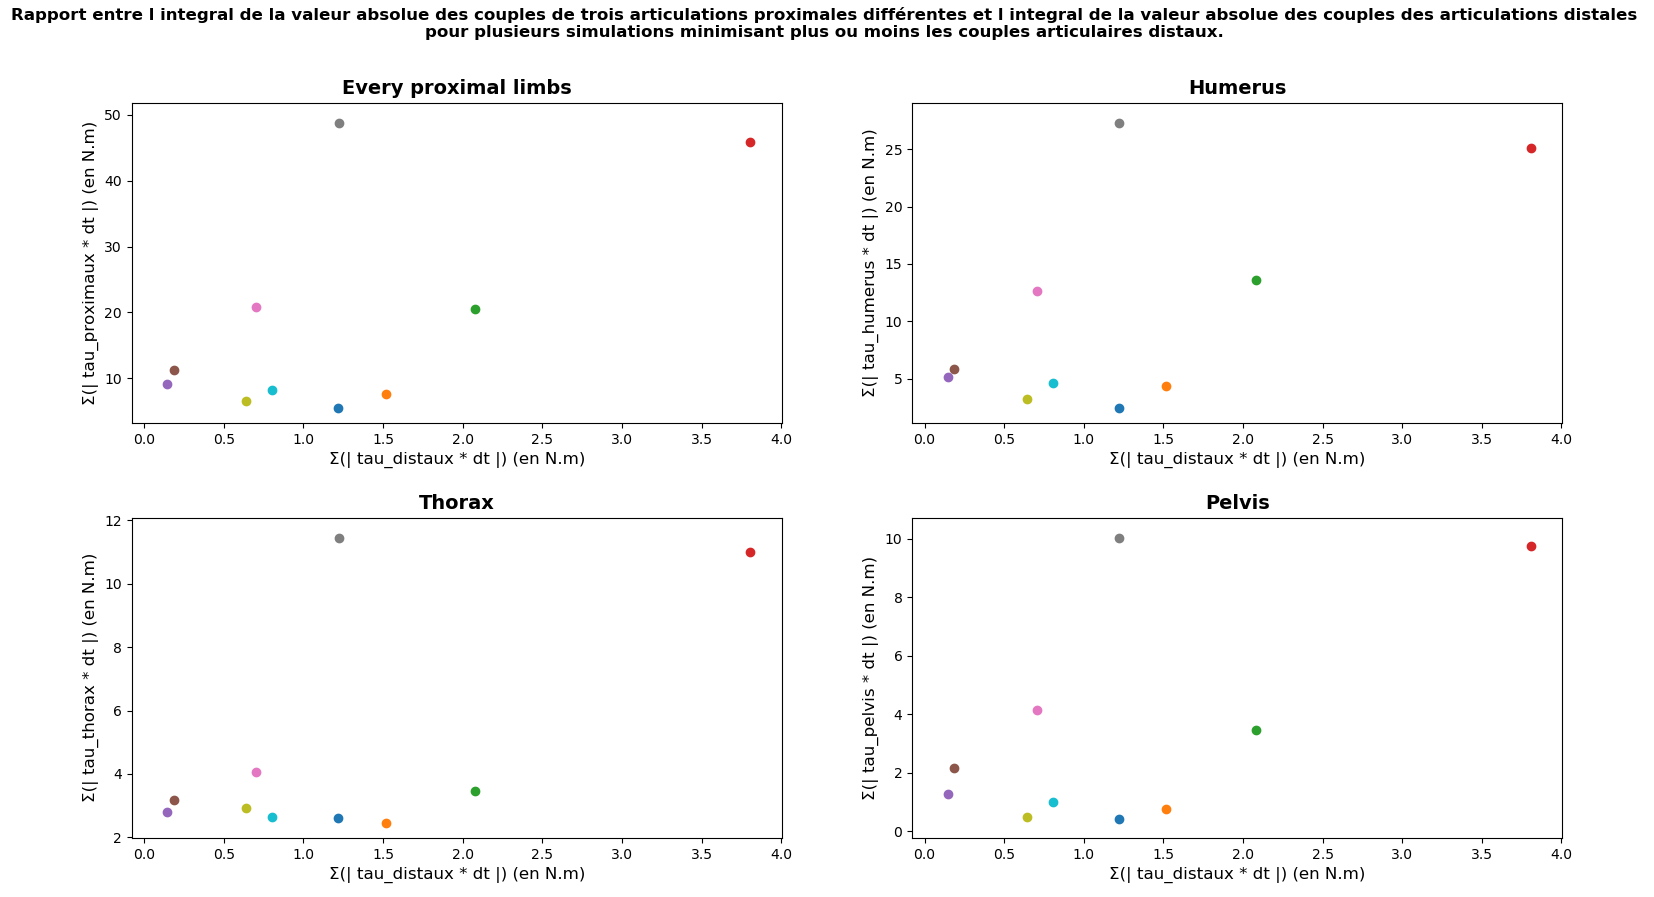 Rapport entre l integral de la valeur absolue des couples de trois articulations proximales différentes et l integral de la valeur absolue des couples des articulations distales
pour plusieurs simulations minimisant plus ou moins les couples articulaires distaux.
Every proximal limbs
Σ(| tau_proximaux * dt |) (en N.m)
50
40
30
20
10
0.0 0.5 1.0 1.5 2.0 2.5 3.0 3.5 4.0
Σ(| tau_distaux * dt |) (en N.m)
Humerus
Σ(| tau_humerus * dt |) (en N.m)
25
20
15
10
5
0.0 0.5 1.0 1.5 2.0 2.5 3.0 3.5 4.0
Σ(| tau_distaux * dt |) (en N.m)
Thorax
Σ(| tau_thorax * dt |) (en N.m)
12
10
8
6
4
2
0.0 0.5 1.0 1.5 2.0 2.5 3.0 3.5 4.0
Σ(| tau_distaux * dt |) (en N.m)
Pelvis
Σ(| tau_pelvis * dt |) (en N.m)
10
8
6
4
2
0
0.0 0.5 1.0 1.5 2.0 2.5 3.0 3.5 4.0
Σ(| tau_distaux * dt |) (en N.m)